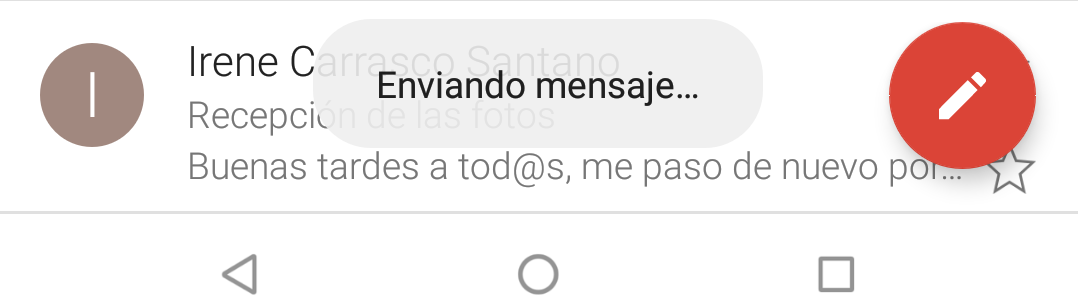 I
Irene Carrasco Santano
Enviando mensaje...
Recepción de las fotos
Buenas tardes a tod@s, me paso de nuevo por...